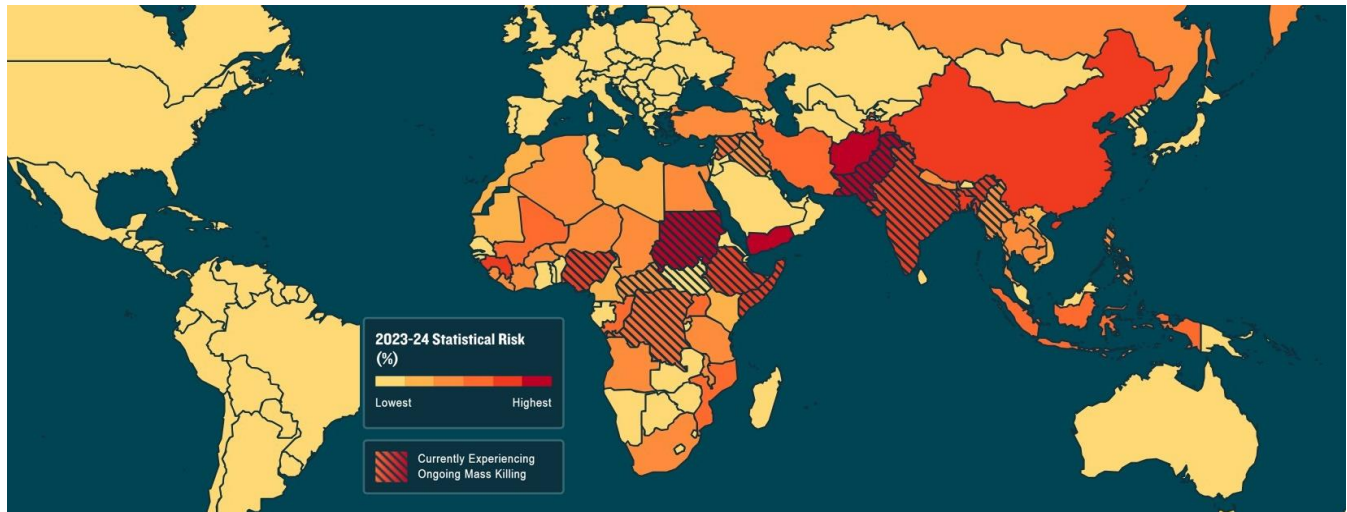 2023-24 Statistical Risk
(%)
Lowest Highest
Currently Experiencing
Ongoing Mass Killing